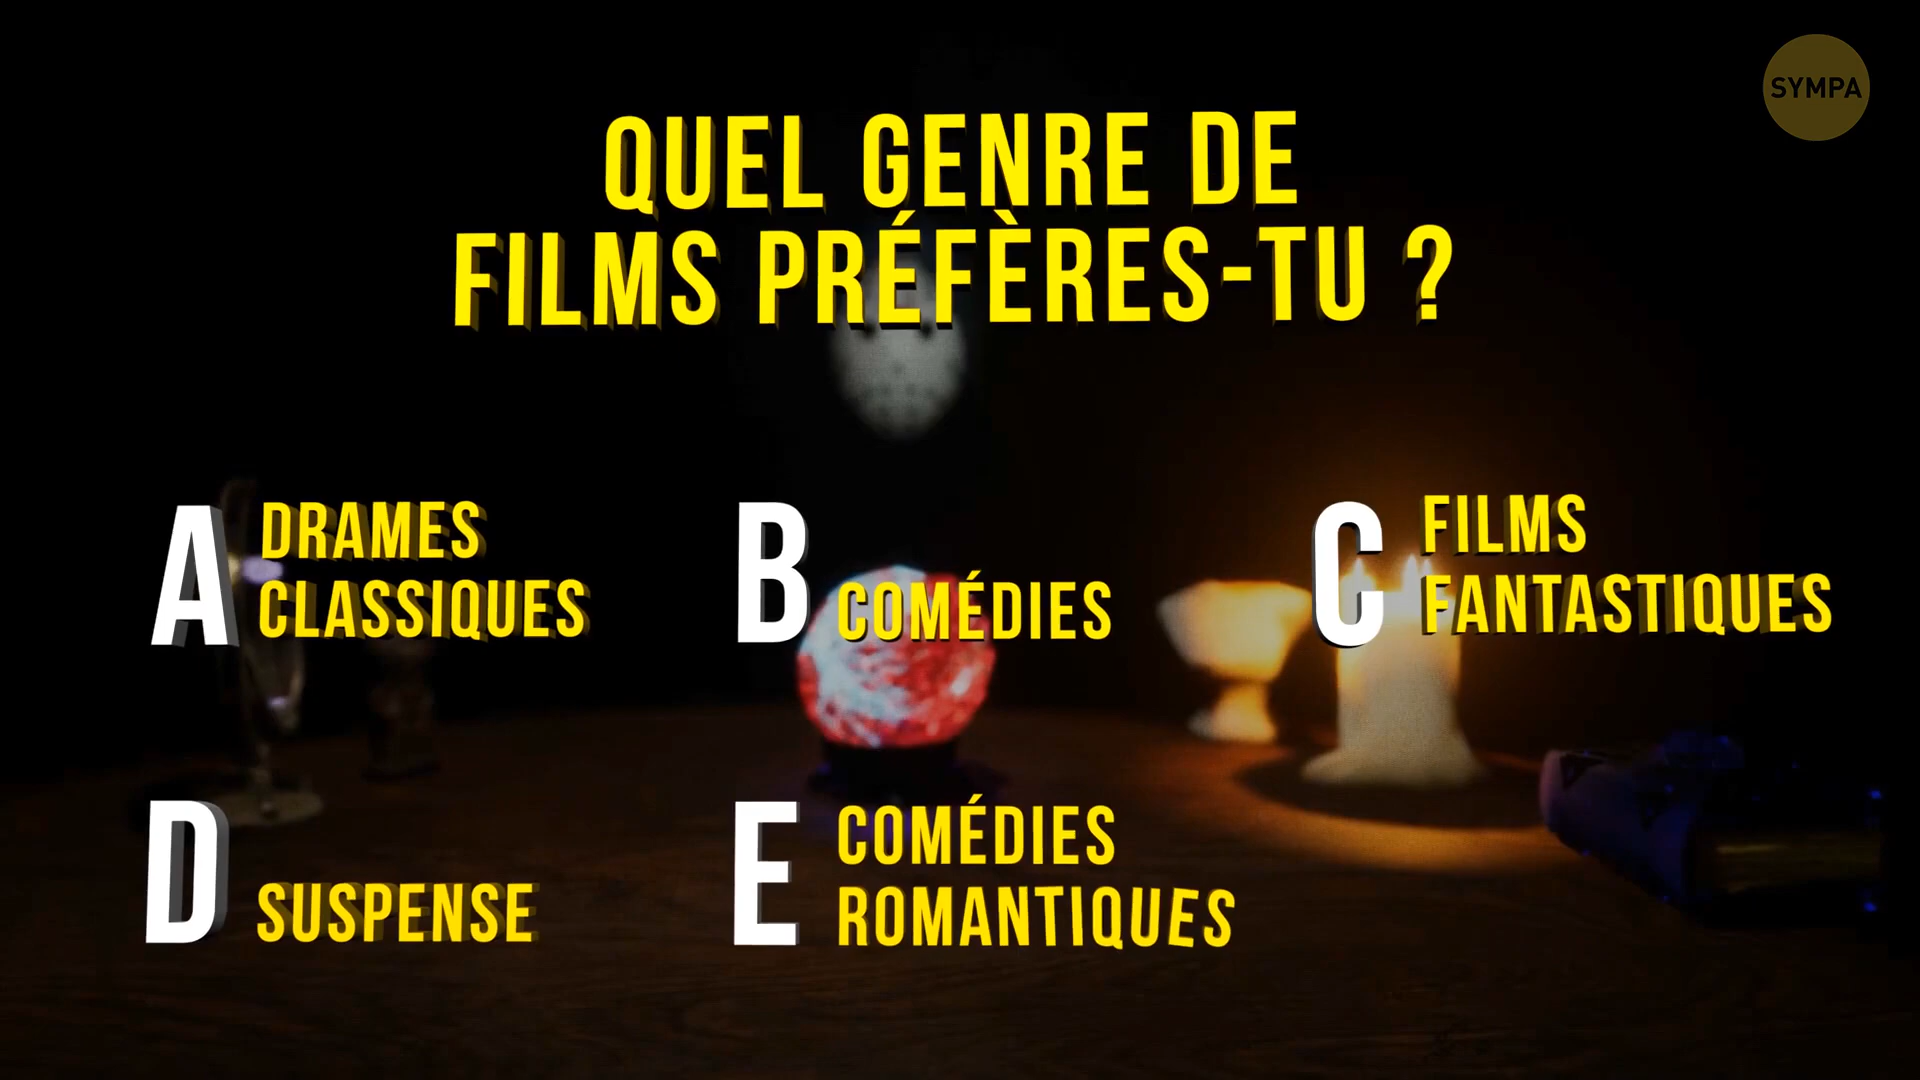 SYMPA
QUEL GENRE DE
FILMS PRÉFÈRES-TU ?
A DRAMES
CLASSIQUES
B COMÉDIES
C FILMS
FANTASTIQUES
D SUSPENSE
E COMÉDIES
ROMANTIQUES